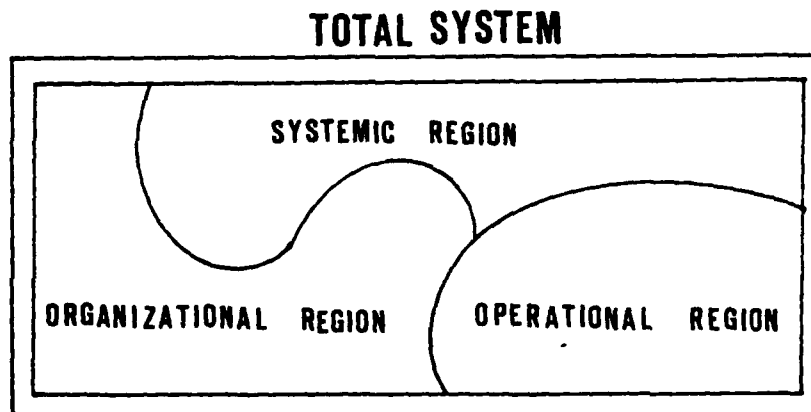 TOTAL SYSTEM
SYSTEMIC REGION
ORGANIZATIONAL REGION
OPERATIONAL REGION